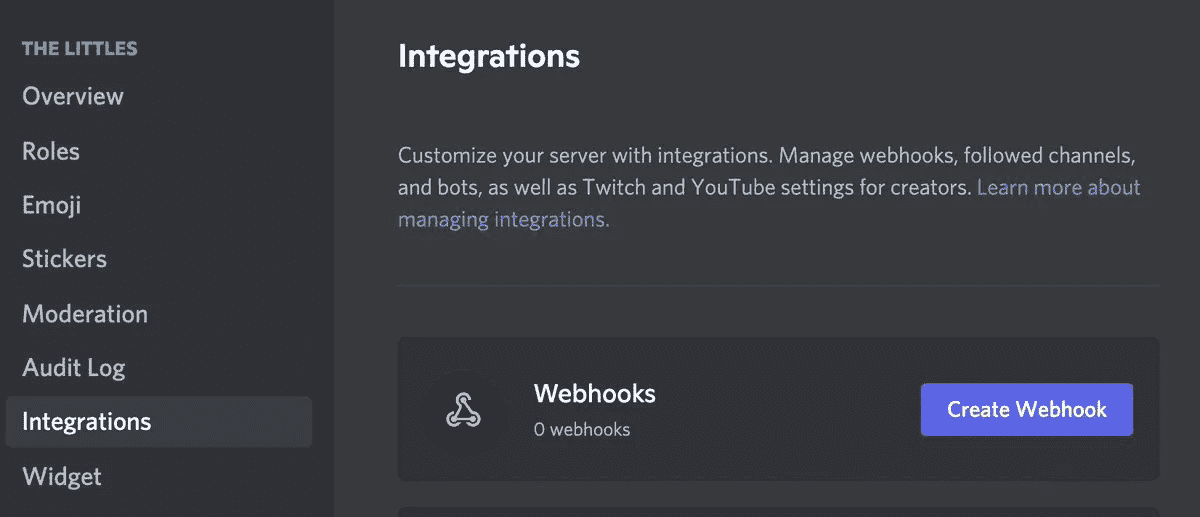 THE LITTLES
Overview
Roles
Emoji
Stickers
Moderation
Audit Log
Integrations
Widget
Integrations
Customize your server with integrations. Manage webhooks, followed channels,
and bots, as well as Twitch and YouTube settings for creators. Learn more about
managing integrations.
Webhooks
0 webhooks
Create Webhook